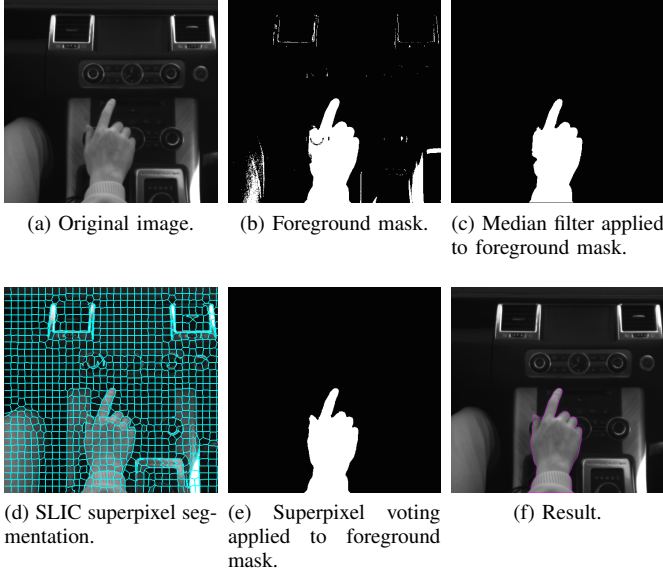 (a) Original image.
(b) Foreground mask.
(c) Median filter applied
to foreground mask.
(d) SLIC superpixel seg-
mentation.
(e) Superpixel voting
applied to foreground
mask.
(f) Result.